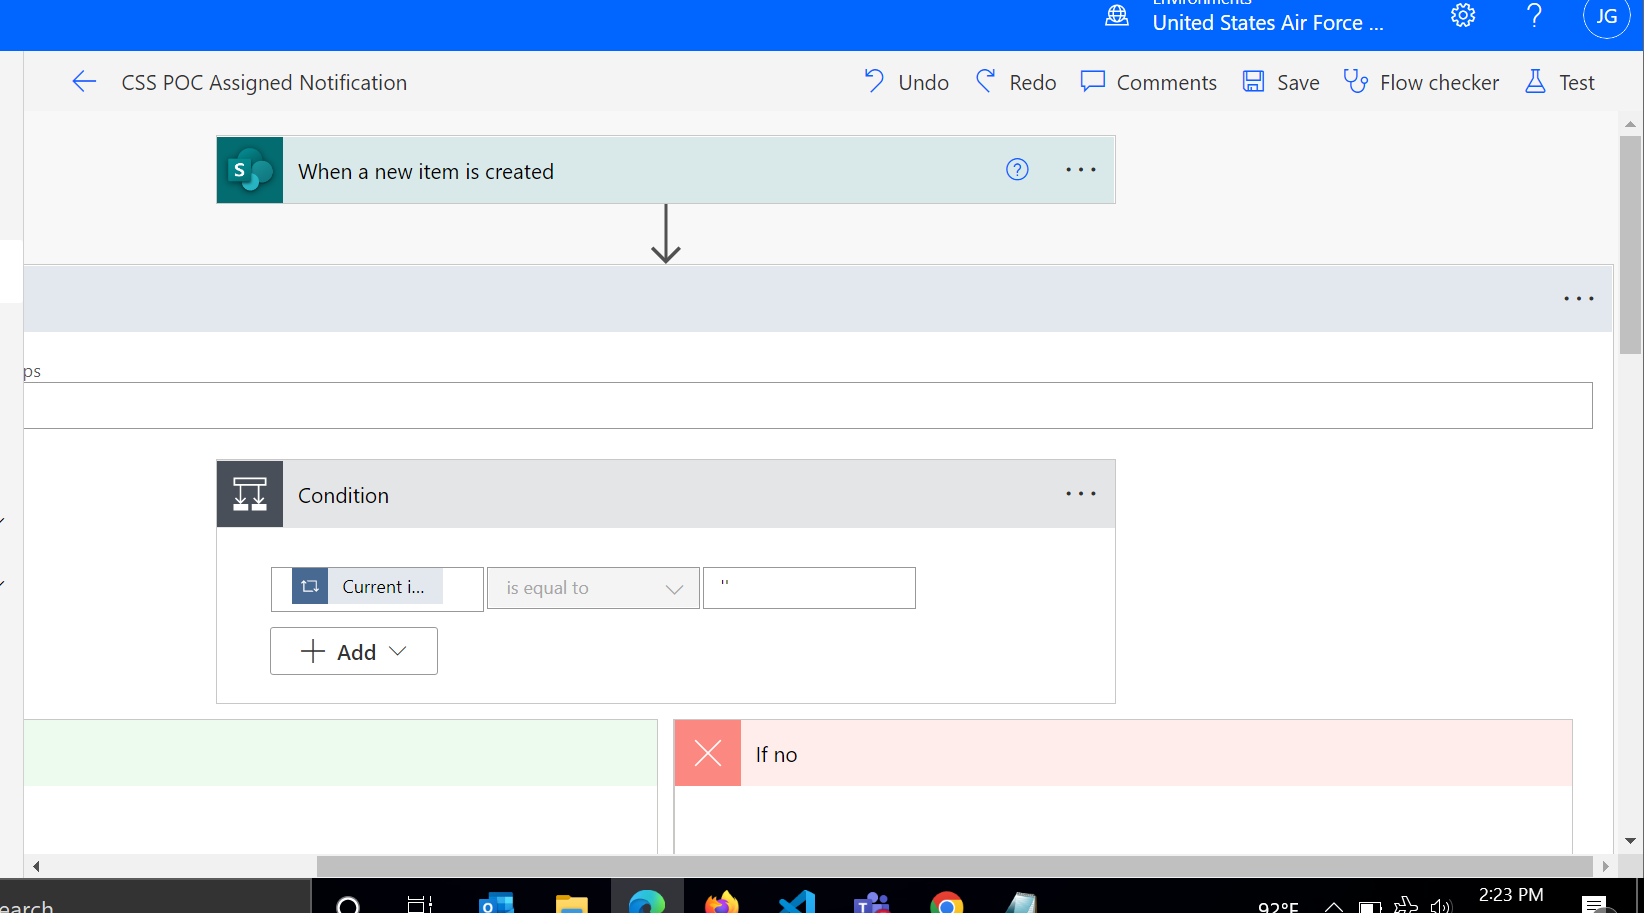 Environments
United States Air Force ...
JG
CSS POC Assigned Notification
Undo
Redo
Comments
Save
Flow checker
Test
S
When a new item is created
ps
Condition
Current i...
is equal to
''
Add
If no
earch
92°F
2:23 PM